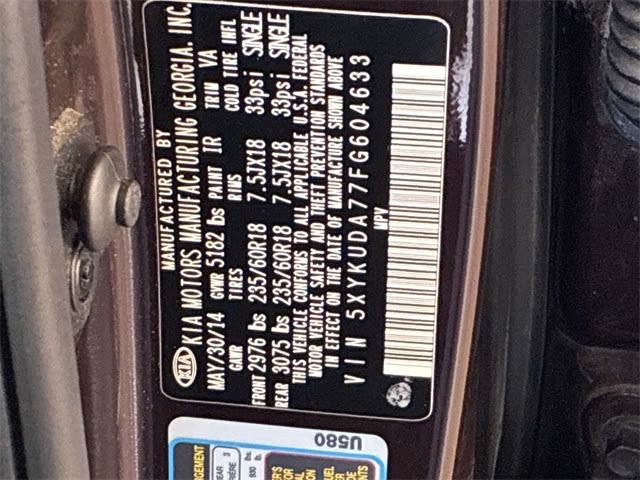 MANUFACTURED BY
KIA KIA MOTORS MANUFACTURING GEORGIA, INC.
MAY/30/14 GVWR 5182 lbs PAINT IR TRIM VA
GAWR TIRES RIMS COLD TIRE INFL
FRONT 2976 lbs 235/60R18 7.5JX18 33psi SINGLE
REAR 3075 lbs 235/60R18 7.5JX18 33psi SINGLE
THIS VEHICLE CONFORMS TO ALL APPLICABLE U.S.A. FEDERAL
MOTOR VEHICLE SAFETY AND THEFT PREVENTION STANDARDS
IN EFFECT ON THE DATE OF MANUFACTURE SHOWN ABOVE
VIN 5XYKUDA77FG604633
MPV
U580